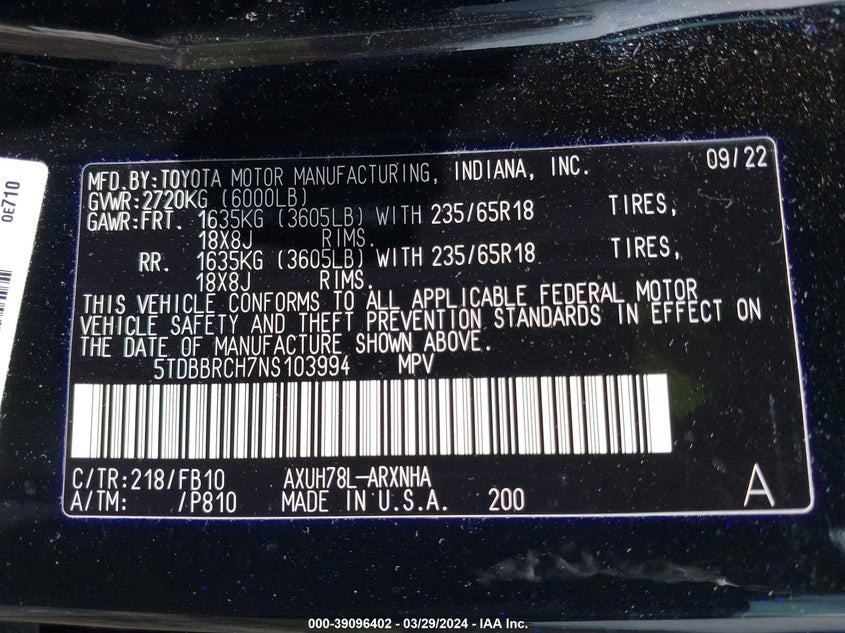 MFD.BY:TOYOTA MOTOR MANUFACTURING, INDIANA, INC. 09/22
GVWR:2720KG (6000LB)
GAWR:FRT. 1635KG (3605LB) WITH 235/65R18 TIRES,
18X8J RIMS.
RR. 1635KG (3605LB) WITH 235/65R18 TIRES,
18X8J RIMS.
THIS VEHICLE CONFORMS TO ALL APPLICABLE FEDERAL MOTOR
VEHICLE SAFETY AND THEFT PREVENTION STANDARDS IN EFFECT ON
THE DATE OF MANUFACTURE SHOWN ABOVE.
5TDBBRCH7NS103994 MPV
C/TR:218/FB10 AXUH78L-ARXNHA
A/TM: /P810 MADE IN U.S.A. 200 A
0E710
000-39096402 - 03/29/2024 - IAA Inc.